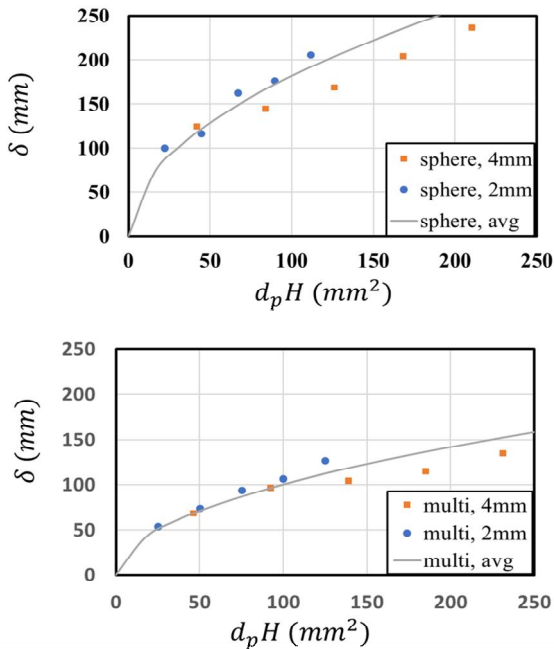 250
200
150
100
50
0
δ (mm)
sphere, 4mm
sphere, 2mm
sphere, avg
0 50 100 150 200 250
d_pH (mm²)
250
200
150
100
50
0
δ (mm)
multi, 4mm
multi, 2mm
multi, avg
0 50 100 150 200 250
d_pH (mm²)